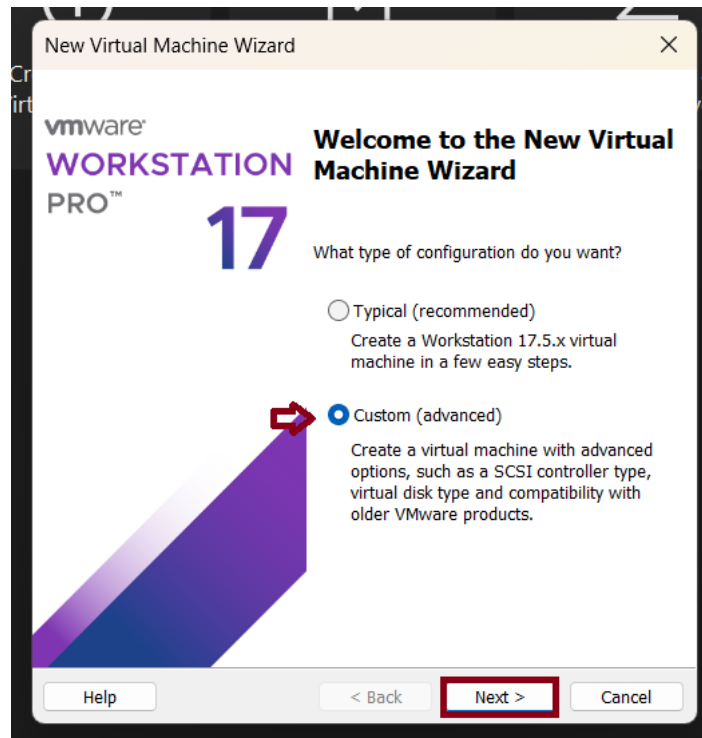 New Virtual Machine Wizard
Cr
irt
vmware®
WORKSTATION
PRO™
17
Welcome to the New Virtual
Machine Wizard
What type of configuration do you want?
Typical (recommended)
Create a Workstation 17.5.x virtual
machine in a few easy steps.
Custom (advanced)
Create a virtual machine with advanced
options, such as a SCSI controller type,
virtual disk type and compatibility with
older VMware products.
Help
< Back
Next >
Cancel